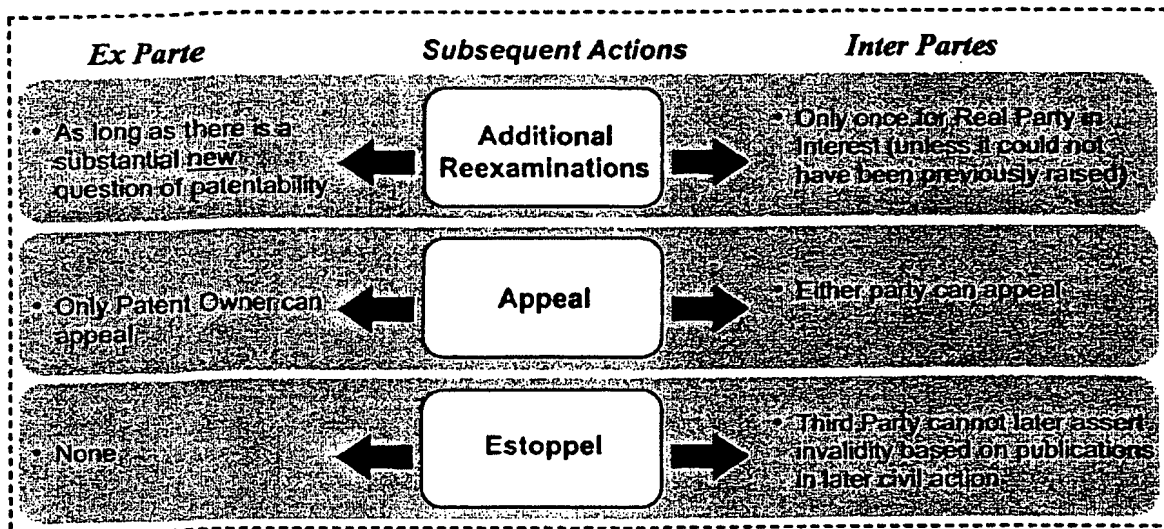 Ex Parte
Subsequent Actions
Inter Partes
• As long as there is a
substantial new
question of patentability
Additional
Reexaminations
• Only once for Real Party in
Interest (unless it could not
have been previously raised)
• Only Patent Owner can
appeal
Appeal
• Either party can appeal
• None
Estoppel
• Third Party cannot later assert
invalidity based on publications
in later civil action